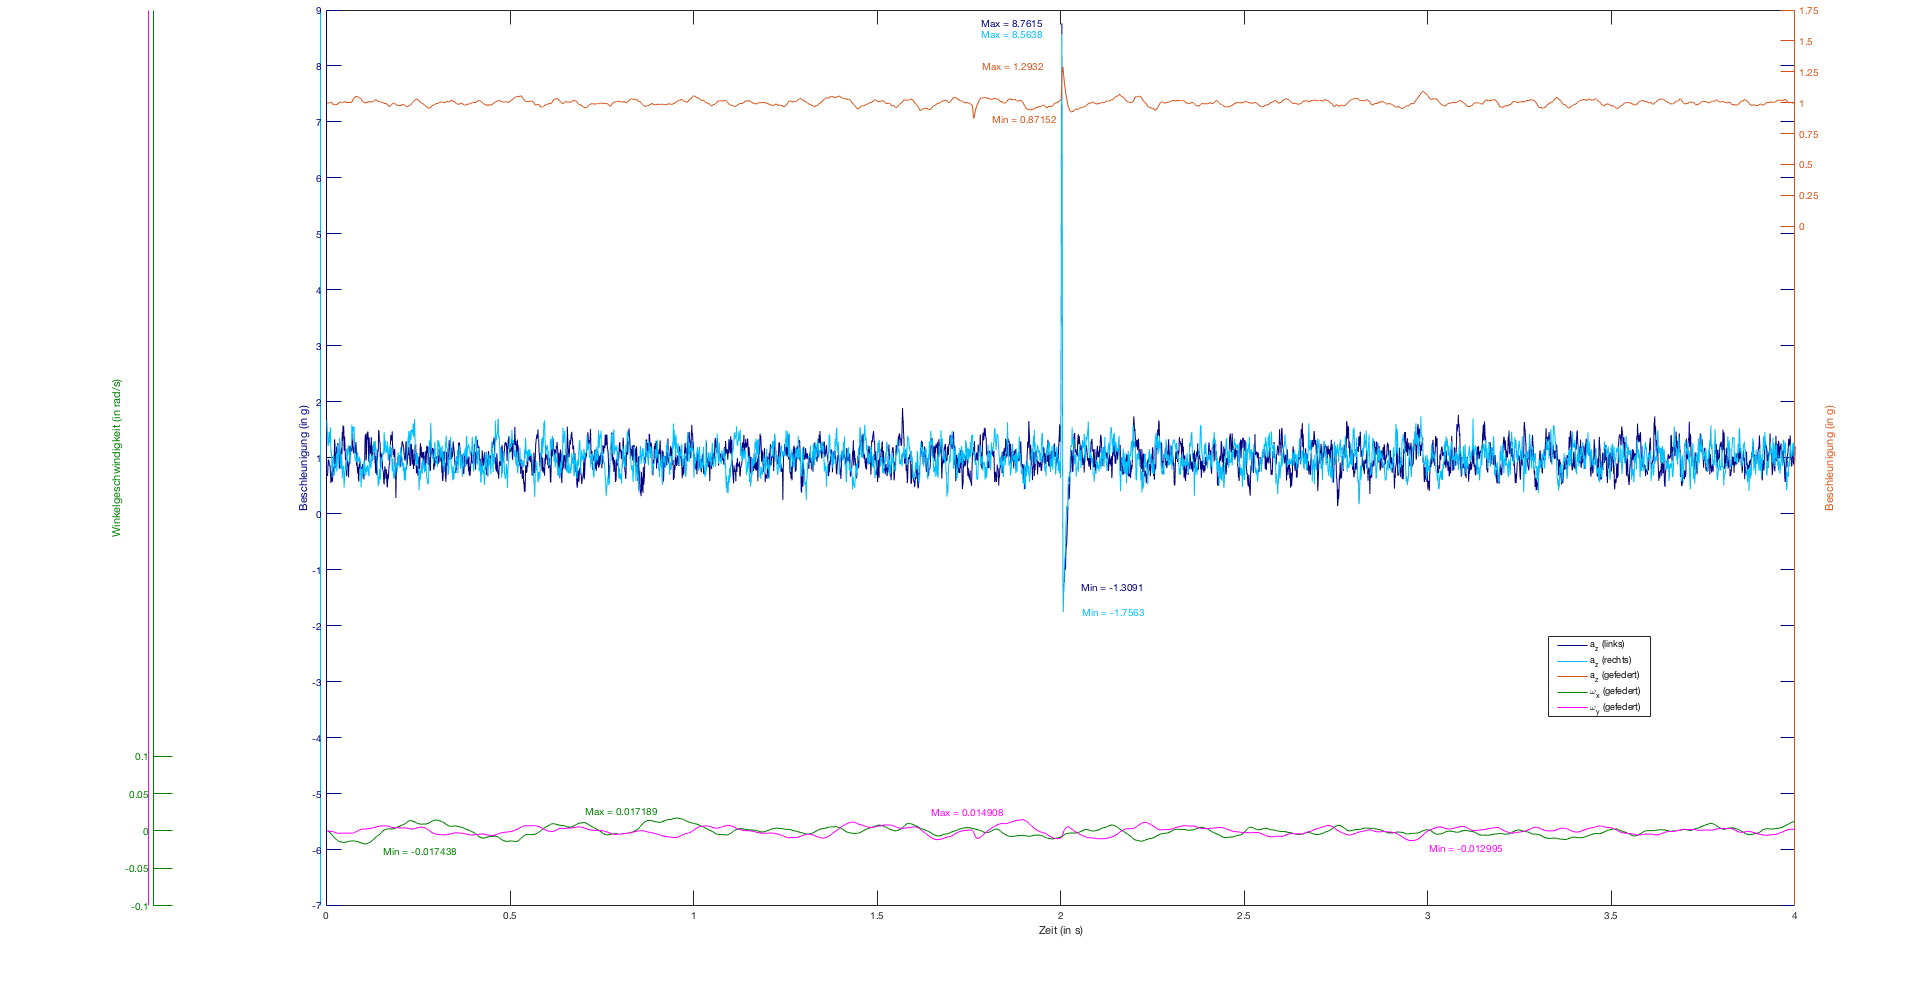 Max = 8.7615
Max = 8.5638
Max = 1.2932
Min = 0.87152
9
8
7
6
5
4
3
2
1
0
-1
-2
-3
-4
-5
-6
-7
1.75
1.5
1.25
1
0.75
0.5
0.25
0
Winkelgeschwindigkeit (in rad/s)
Beschleunigung (in g)
Beschleunigung (in g)
Min = -1.3091
Min = -1.7563
a_z (links)
a_z (rechts)
a_z (gefedert)
ω_x (gefedert)
ω_y (gefedert)
0.1
0.05
0
-0.05
-0.1
Max = 0.017189
Max = 0.014908
Min = -0.017438
Min = -0.012995
0 0.5 1 1.5 2 2.5 3 3.5 4
Zeit (in s)